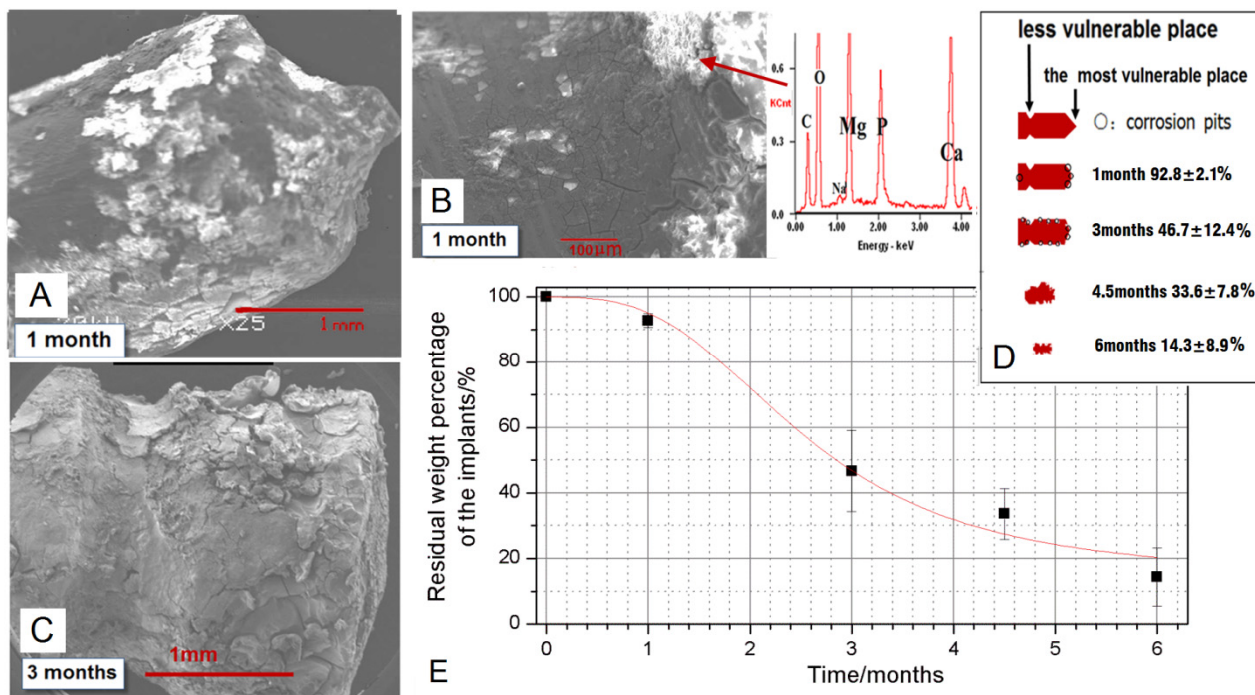 A
X25
1 mm
1 month
B
1 month
100µm
0.6
KCnt
0.3
0.0
C
O
Na
Mg
P
Ca
0.00 1.00 2.00 3.00 4.00
Energy - keV
less vulnerable place
the most vulnerable place
O: corrosion pits
1month 92.8±2.1%
3months 46.7±12.4%
4.5months 33.6±7.8%
6months 14.3±8.9%
D
C
3 months
1mm
Residual weight percentage
of the implants/%
100
80
60
40
20
0
0 1 2 3 4 5 6
Time/months
E